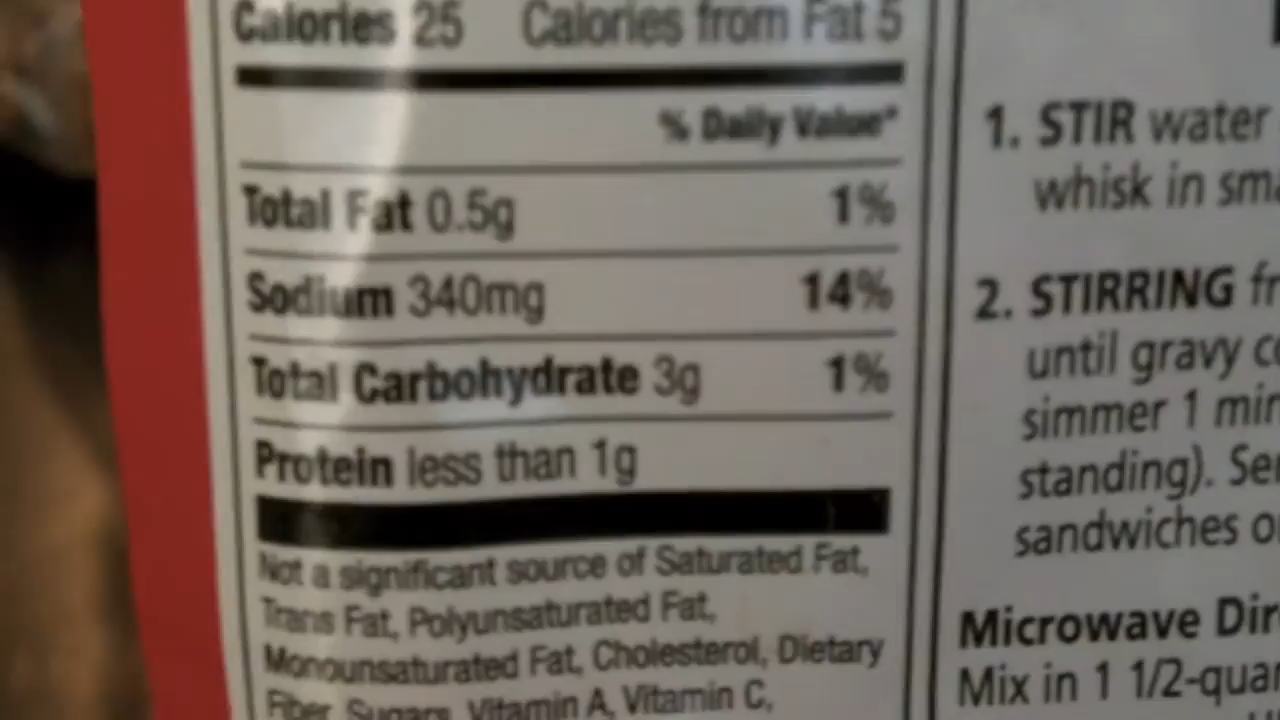 Calories 25 Calories from Fat 5
% Daily Value*
Total Fat 0.5g 1%
Sodium 340mg 14%
Total Carbohydrate 3g 1%
Protein less than 1g
Not a significant source of Saturated Fat,
Trans Fat, Polyunsaturated Fat,
Monounsaturated Fat, Cholesterol, Dietary
Fiber, Sugars, Vitamin A, Vitamin C,
1. STIR water
whisk in
2. STIRRING
until gravy
simmer 1
standing).
sandwiches
Microwave
Mix in 1